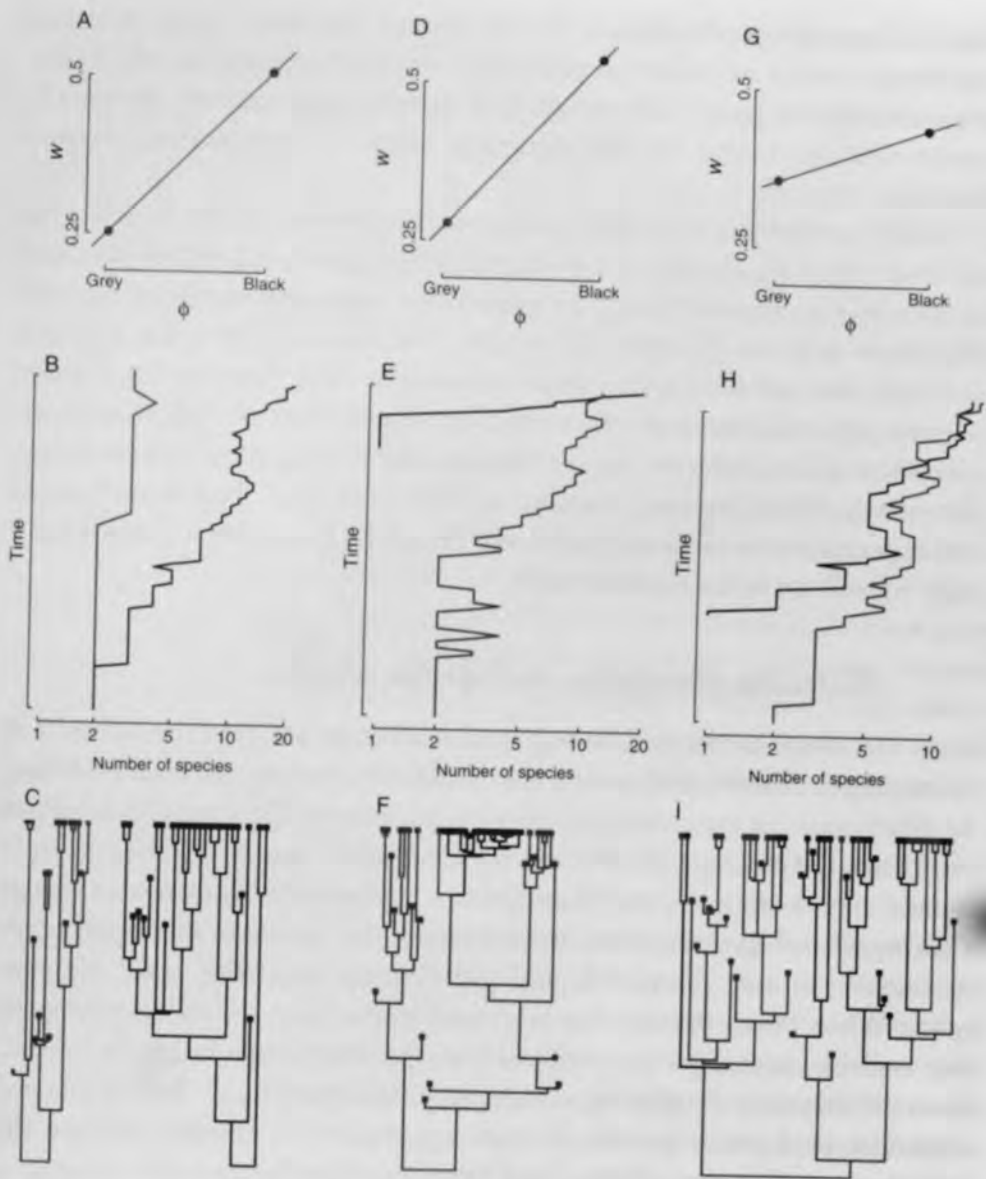 A
0.5
w
0.25
Grey
Black
ϕ
D
0.5
w
0.25
Grey
Black
ϕ
G
0.5
w
0.25
Grey
Black
ϕ
B
Time
1 2 5 10 20
Number of species
E
Time
1 2 5 10 20
Number of species
H
Time
1 2 5 10
Number of species
C
F
I